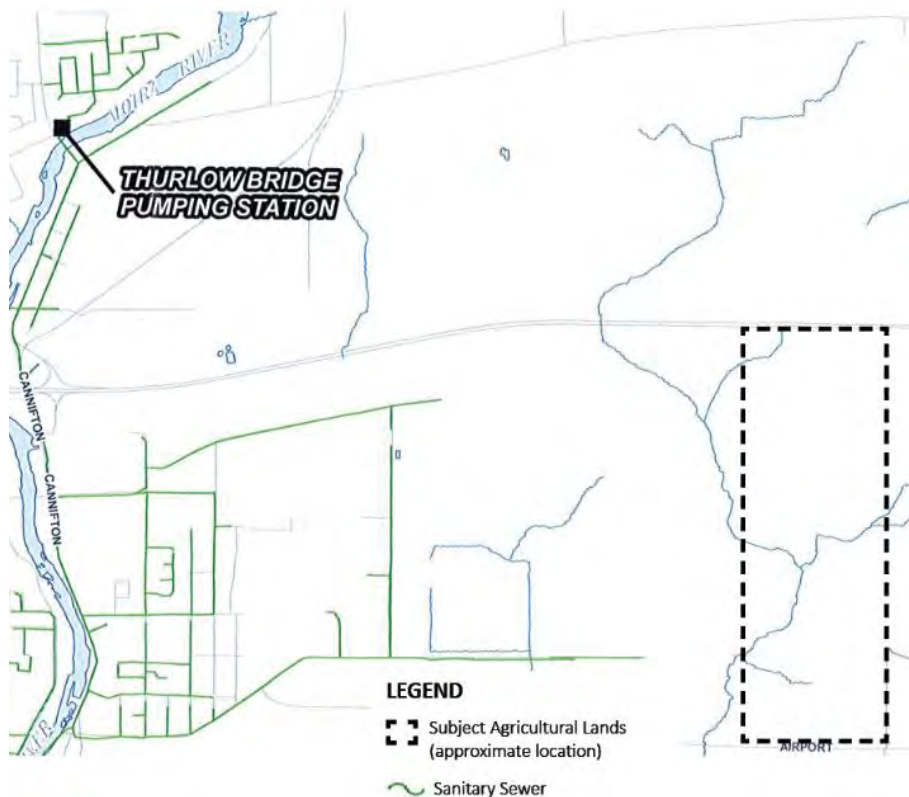 MOIRA RIVER
THURLOW BRIDGE
PUMPING STATION
CANNIFTON
CANNIFTON
LEGEND
Subject Agricultural Lands
(approximate location)
AIRPORT
Sanitary Sewer